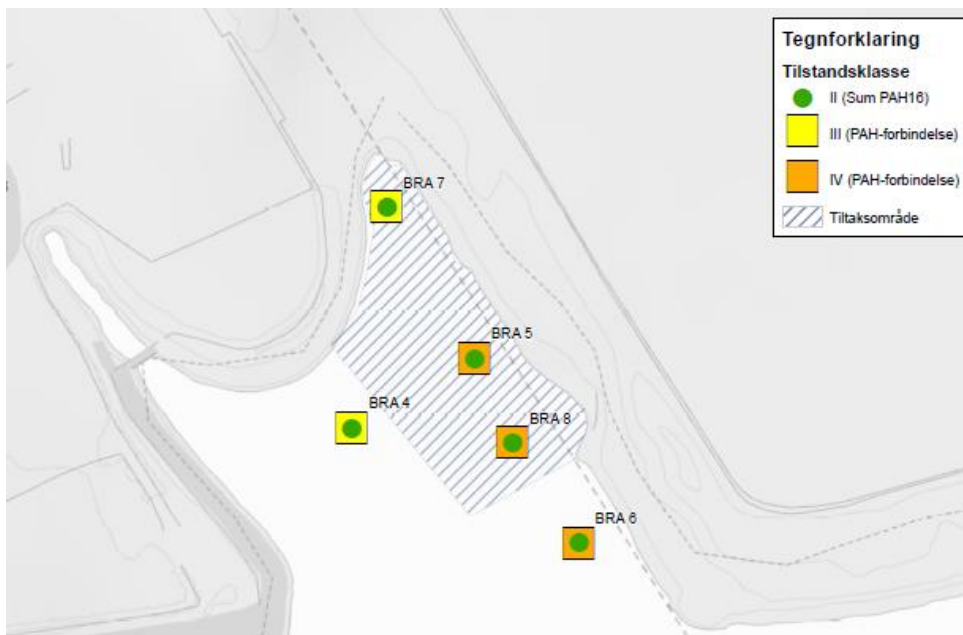 Tegnforklaring
Tilstandsklasse
II (Sum PAH16)
III (PAH-forbindelse)
IV (PAH-forbindelse)
Tiltaksområde
BRA 7
BRA 5
BRA 4
BRA 8
BRA 6